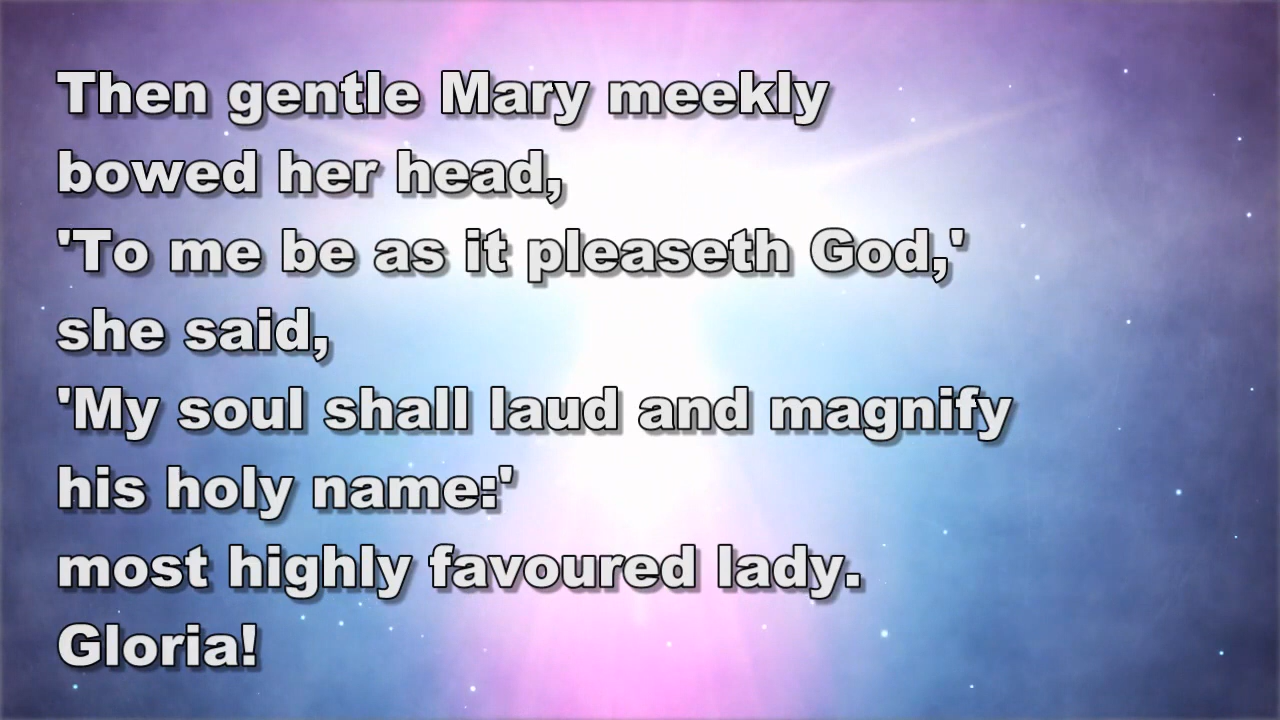 Then gentle Mary meekly
bowed her head,
'To me be as it pleaseth God,'
she said,
'My soul shall laud and magnify
his holy name:'
most highly favoured lady.
Gloria!